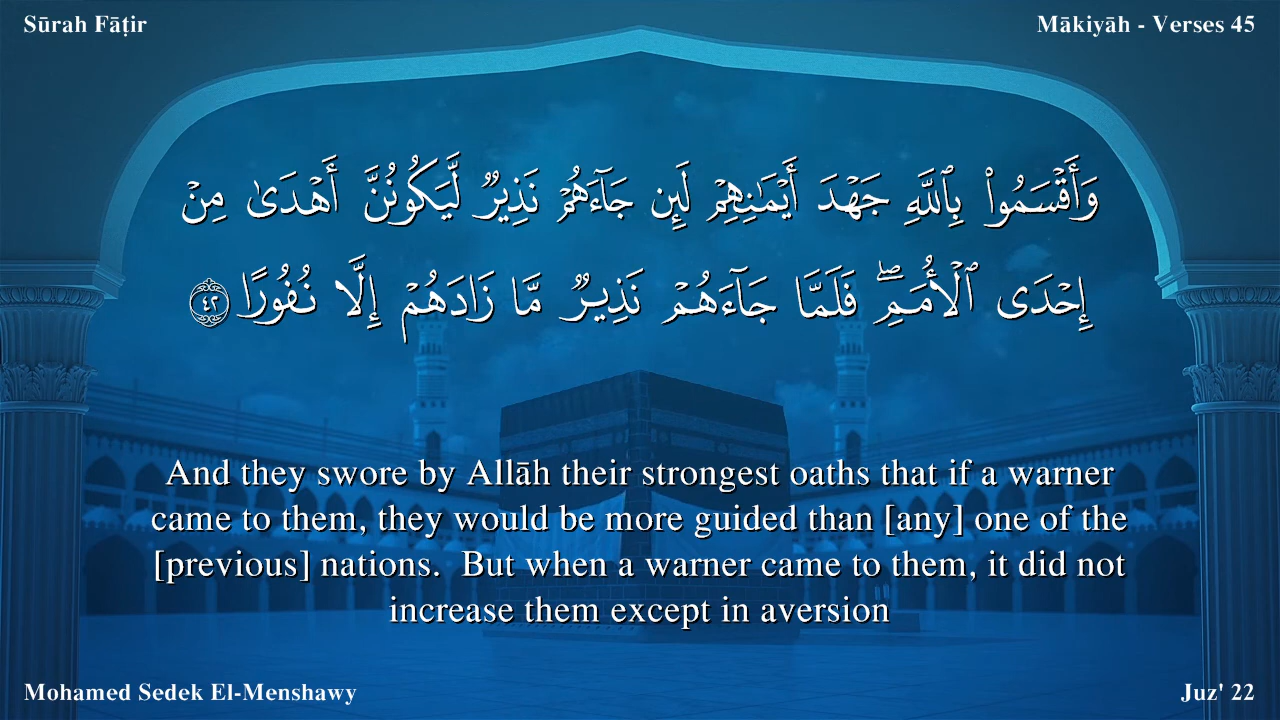 Sūrah Fāṭir
Mākiyāh - Verses 45
وَأَقْسَمُوا۟ بِٱللَّهِ جَهْدَ أَيْمَـٰنِهِمْ لَئِن جَآءَهُمْ نَذِيرٌ لَّيَكُونُنَّ أَهْدَىٰ مِنْ
إِحْدَى ٱلْأُمَمِ ۖ فَلَمَّا جَآءَهُمْ نَذِيرٌ مَّا زَادَهُمْ إِلَّا نُفُورًا ٤٢
And they swore by Allāh their strongest oaths that if a warner
came to them, they would be more guided than [any] one of the
[previous] nations.  But when a warner came to them, it did not
increase them except in aversion
Mohamed Sedek El-Menshawy
Juz' 22